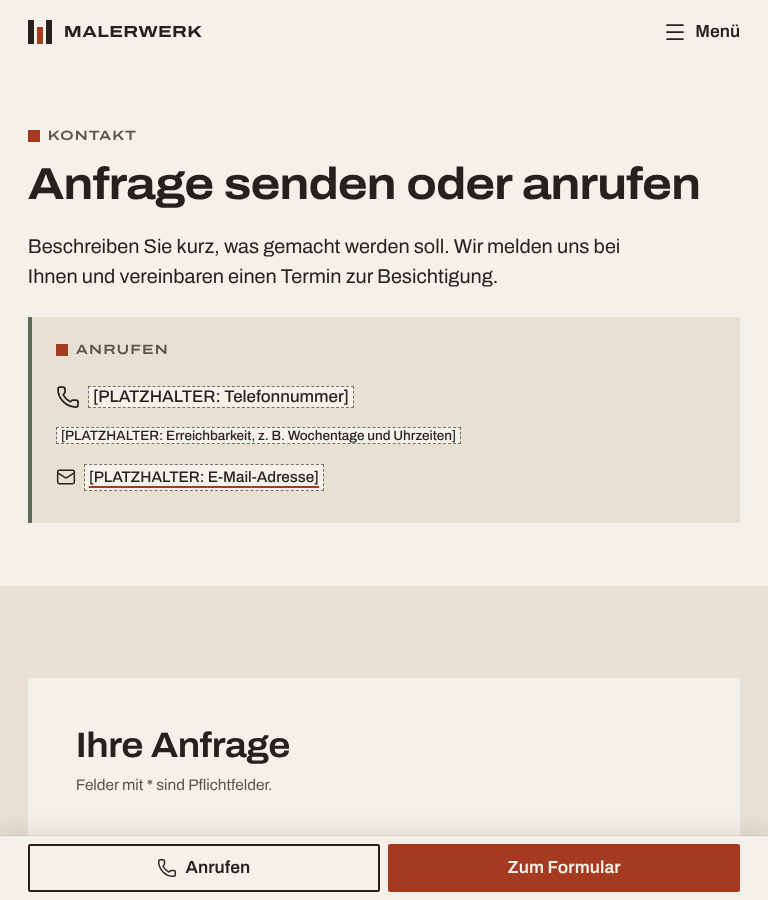 MALERWERK
Menü
KONTAKT
Anfrage senden oder anrufen
Beschreiben Sie kurz, was gemacht werden soll. Wir melden uns bei
Ihnen und vereinbaren einen Termin zur Besichtigung.
ANRUFEN
[PLATZHALTER: Telefonnummer]
[PLATZHALTER: Erreichbarkeit, z. B. Wochentage und Uhrzeiten]
[PLATZHALTER: E-Mail-Adresse]
Ihre Anfrage
Felder mit * sind Pflichtfelder.
Anrufen
Zum Formular